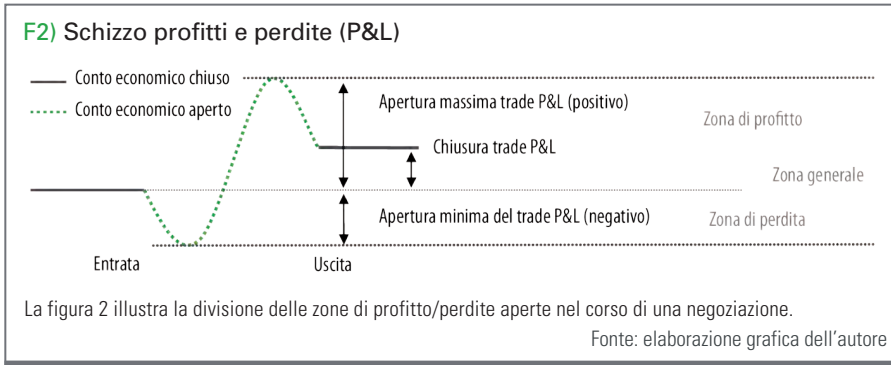 F2) Schizzo profitti e perdite (P&L)
Conto economico chiuso
Conto economico aperto
Apertura massima trade P&L (positivo)
Zona di profitto
Chiusura trade P&L
Zona generale
Apertura minima del trade P&L (negativo)
Zona di perdita
Entrata
Uscita
La figura 2 illustra la divisione delle zone di profitto/perdite aperte nel corso di una negoziazione.
Fonte: elaborazione grafica dell'autore